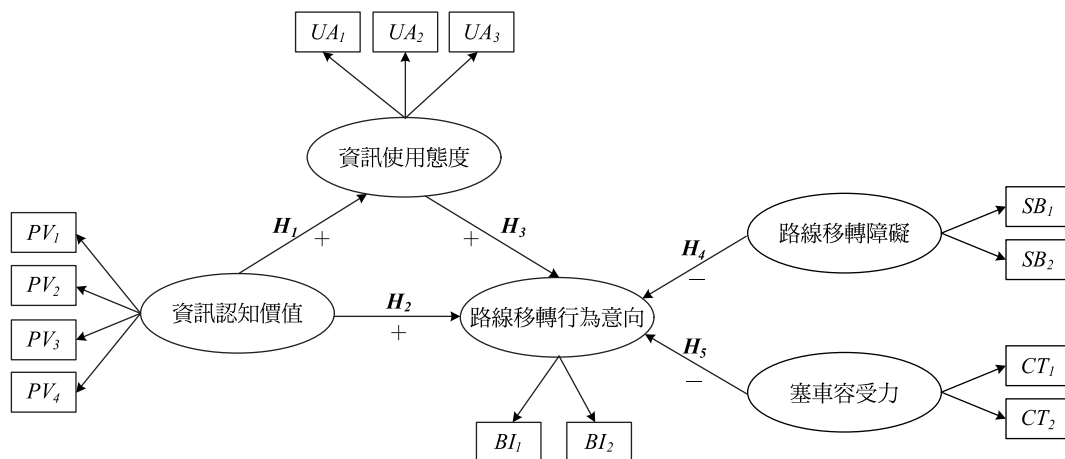 UA₁ UA₂ UA₃
資訊使用態度
H₁
+
+
H₃
PV₁
PV₂
PV₃
PV₄
資訊認知價值
H₂
+
路線移轉行為意向
H₄
−
路線移轉障礙
SB₁
SB₂
H₅
−
塞車容受力
CT₁
CT₂
BI₁ BI₂